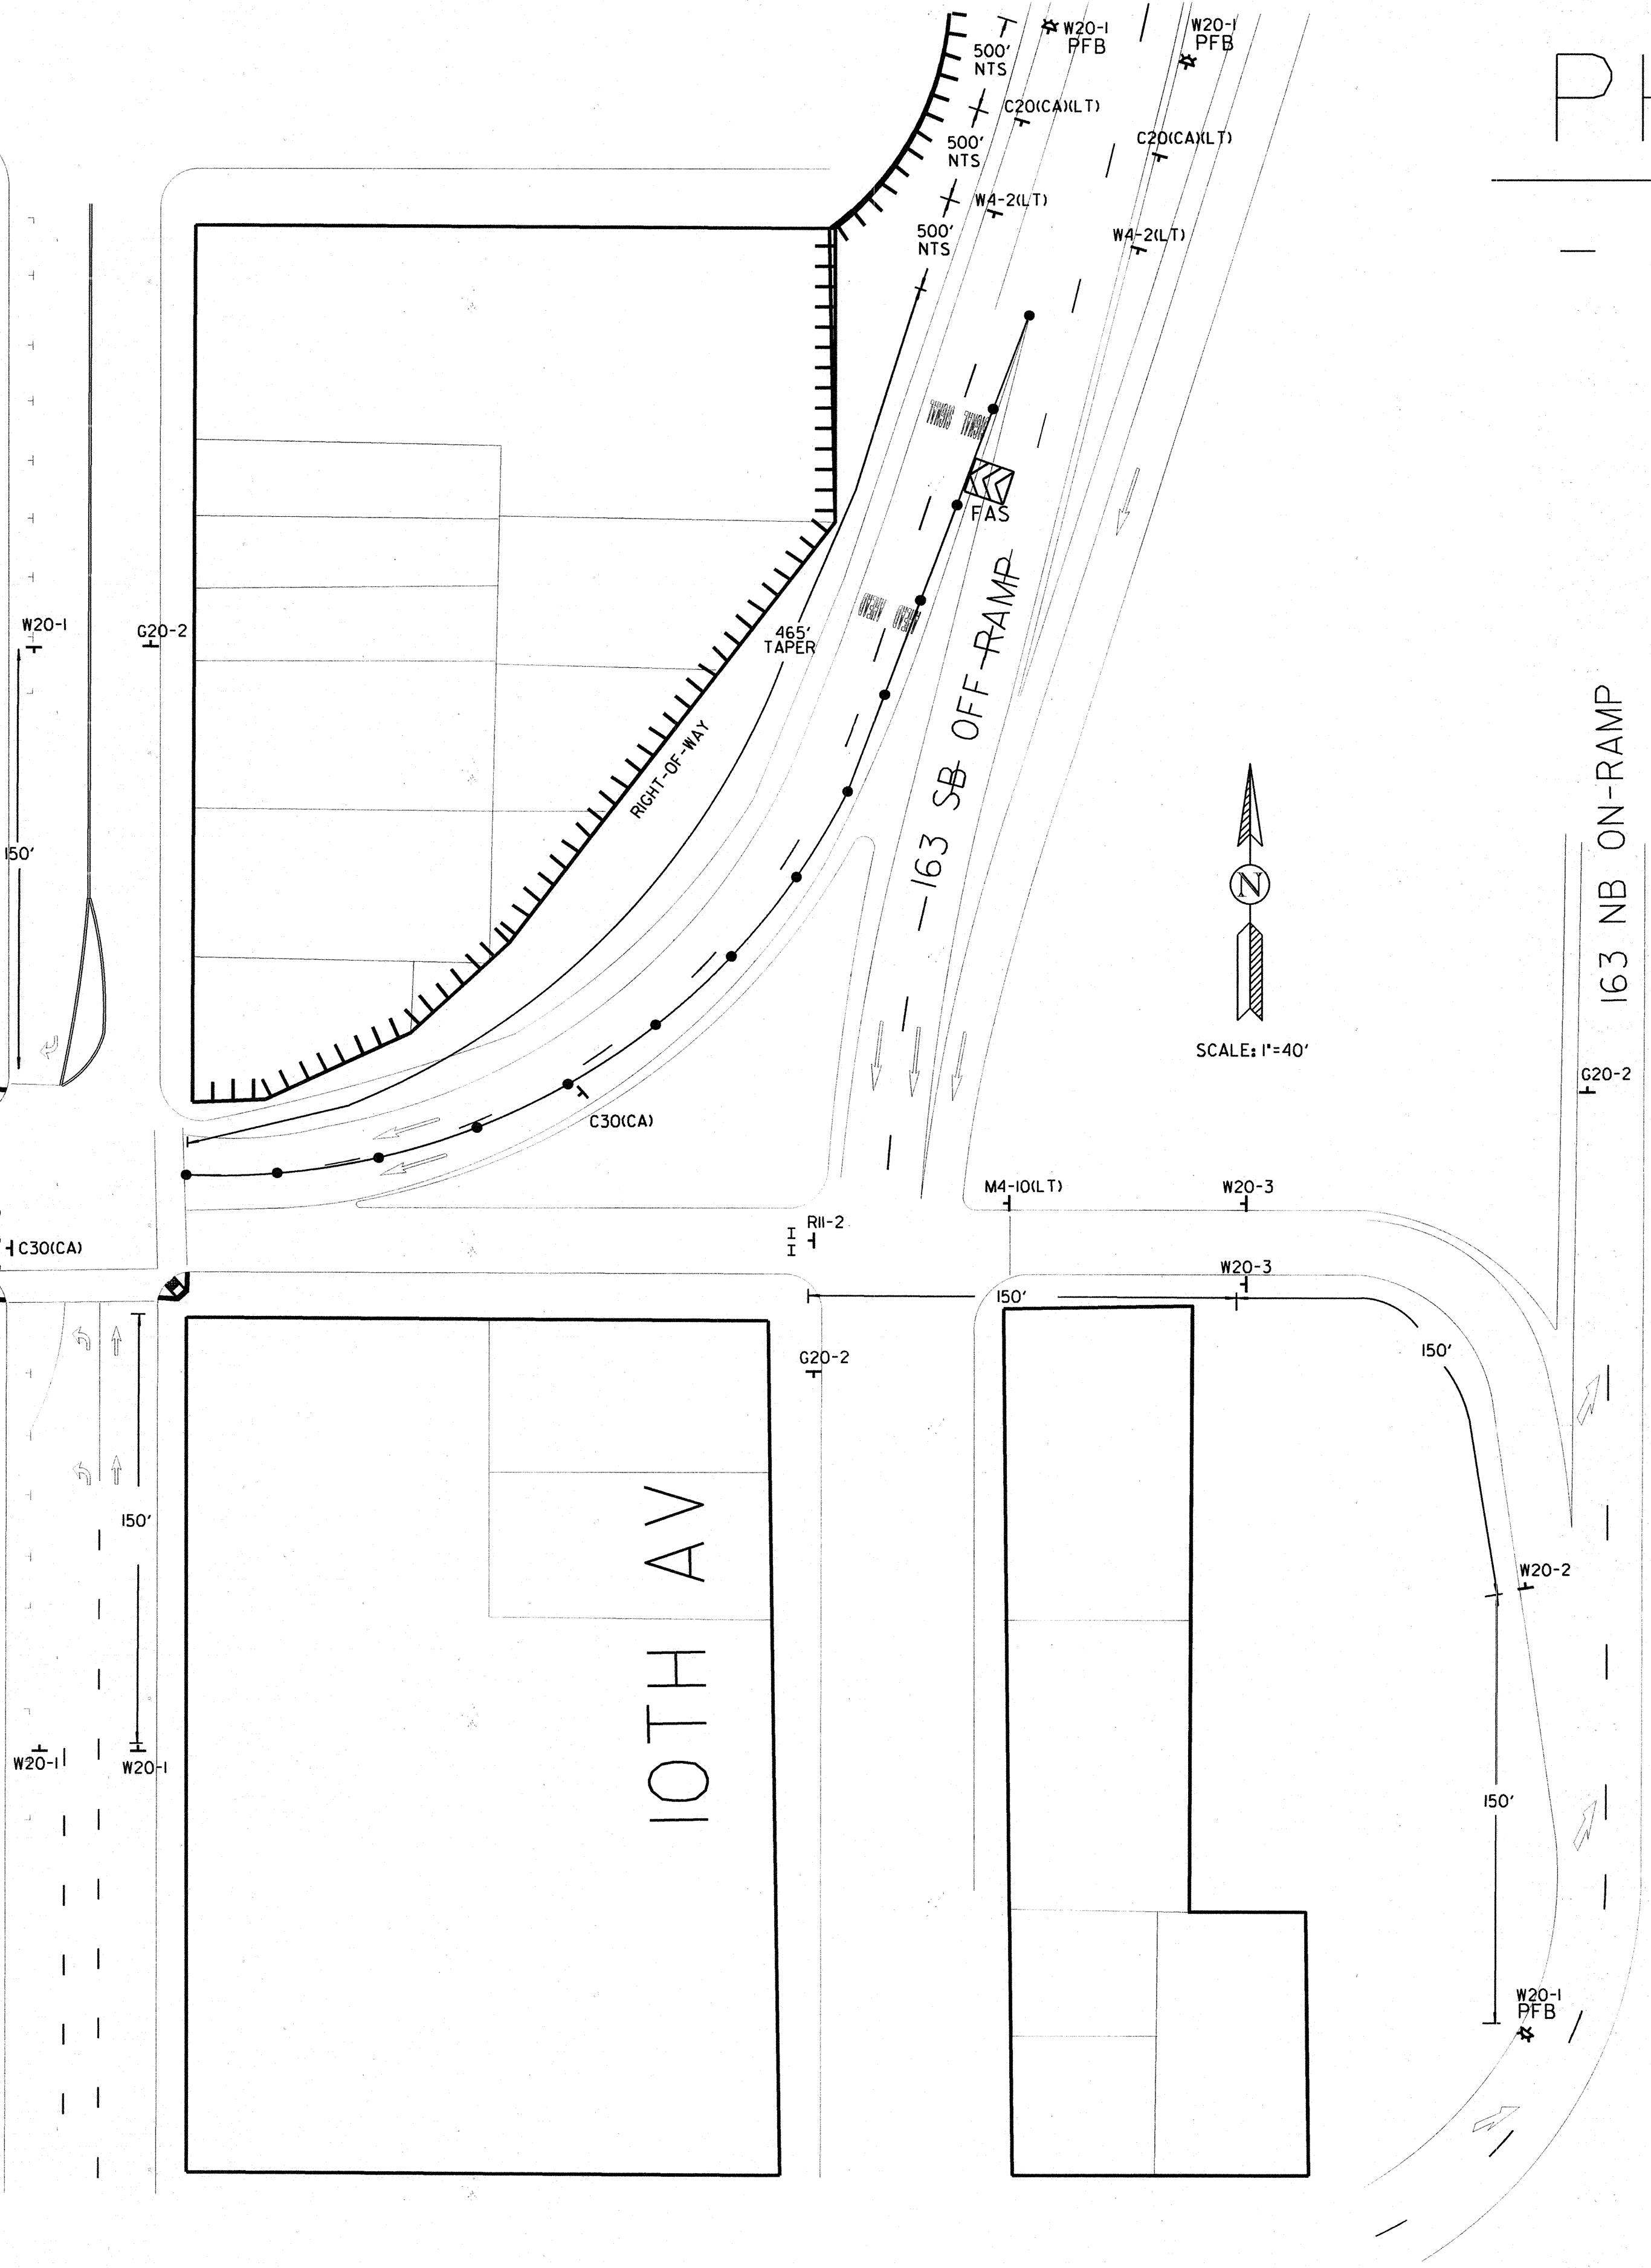 W20-1
PFB
W20-1
PFB
PH
500'
NTS
C20(CA)(LT)
C20(CA)(LT)
500'
NTS
W4-2(LT)
W4-2(LT)
500'
NTS
FAS
W20-1
G20-2
465'
TAPER
RIGHT-OF-WAY
163 SB OFF-RAMP
163 NB ON-RAMP
150'
N
SCALE: 1"=40'
G20-2
C30(CA)
M4-10(LT)
W20-3
R11-2
C30(CA)
W20-3
150'
150'
G20-2
150'
10TH AV
W20-2
W20-1
W20-1
150'
W20-1
PFB